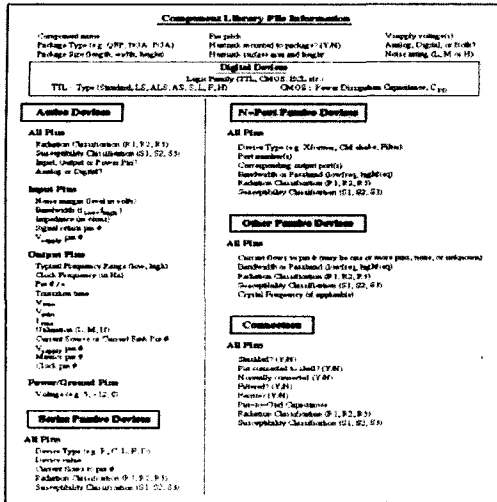 Component Library File Information
Component name
Package Type (e.g. QFP, PGA)
Package Size (length, width, height)
Pin pitch
Heatsink mounted to package? (Y/N)
Heatsink surface area and height
Vsupply voltage(s)
Analog, Digital, or Both?
Noise rating (L, M or H)
Digital Devices
Logic Family (TTL, CMOS, ECL etc.)
TTL - Type (Standard, LS, ALS, AS, S, L, F, H)
CMOS: Power Dissipation Capacitance, C PD
Active Devices
All Pins
Radiation Classification (R1, R2, R3)
Susceptibility Classification (S1, S2, S3)
Input, Output or Power Pin?
Analog or Digital?
Input Pins
Noise margin (level in volts)
Bandwidth
Impedance (in ohms)
Signal return pin #
Vsupply pin #
Output Pins
Typical Frequency Range (low, high)
Clock Frequency (in Hz)
Transition time
Utilization (L, M, H)
Current Source or Current Sink Pin #
Vsupply pin #
pin #
Clock pin #
Power/Ground Pins
Voltage (e.g. 5, -12, 0)
Series Passive Devices
All Pins
Device Type (e.g. R, C, L, F)
Device value
Current flows to pin #
Radiation Classification (R1, R2, R3)
Susceptibility Classification (S1, S2, S3)
N-Port Passive Devices
All Pins
Device Type (e.g. Xformer, CM choke, Filter)
Port number(s)
Corresponding output port(s)
Bandwidth or Passband (lowfreq, highfreq)
Radiation Classification (R1, R2, R3)
Susceptibility Classification (S1, S2, S3)
Other Passive Devices
All Pins
Current flows to pin # (may be one or more pins, none, or unknown)
Bandwidth or Passband (lowfreq, highfreq)
Radiation Classification (R1, R2, R3)
Susceptibility Classification (S1, S2, S3)
Crystal Frequency (if applicable)
Connectors
All Pins
Shielded? (Y/N)
Pin connected to shell? (Y/N)
Normally connected (Y/N)
Filtered? (Y/N)
(Y/N)
Pin-to-Chassis Capacitance
Radiation Classification (R1, R2, R3)
Susceptibility Classification (S1, S2, S3)